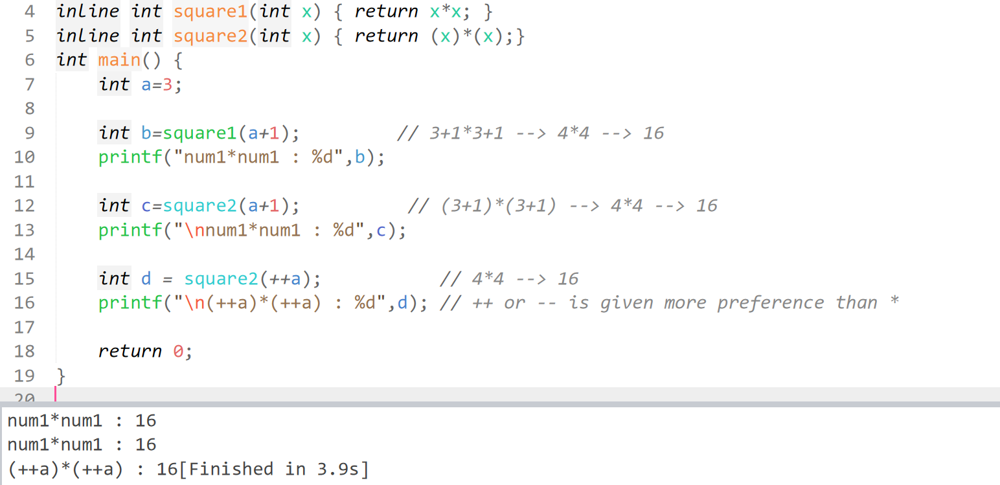 4 inline int square1(int x) { return x*x; }
5 inline int square2(int x) { return (x)*(x);}
6 int main() {
7     int a=3;
8
9     int b=square1(a+1);         // 3+1*3+1 --> 4*4 --> 16
10     printf("num1*num1 : %d",b);
11
12     int c=square2(a+1);          // (3+1)*(3+1) --> 4*4 --> 16
13     printf("\nnum1*num1 : %d",c);
14
15     int d = square2(++a);           // 4*4 --> 16
16     printf("\n(++a)*(++a) : %d",d); // ++ or -- is given more preference than *
17
18     return 0;
19 }
20
num1*num1 : 16
num1*num1 : 16
(++a)*(++a) : 16[Finished in 3.9s]